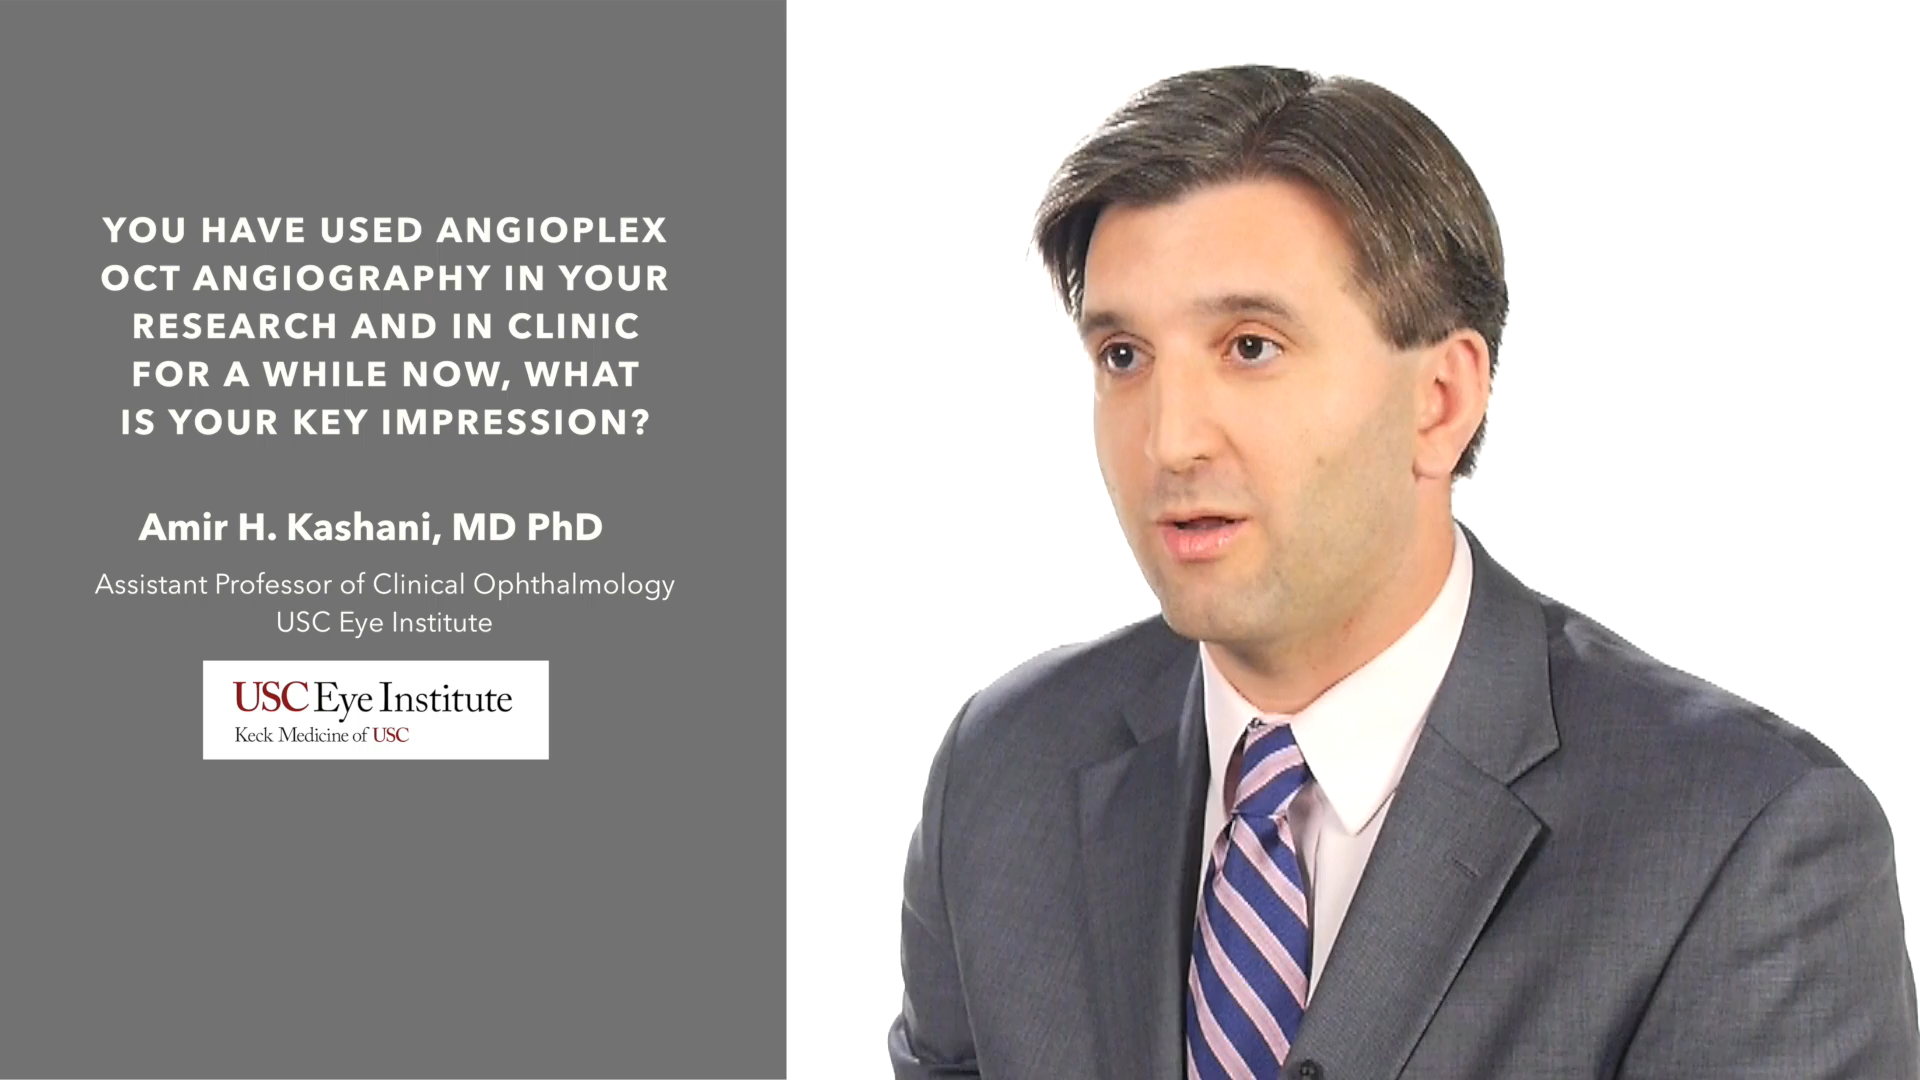 YOU HAVE USED ANGIOPLEX
OCT ANGIOGRAPHY IN YOUR
RESEARCH AND IN CLINIC
FOR A WHILE NOW, WHAT
IS YOUR KEY IMPRESSION?
Amir H. Kashani, MD PhD
Assistant Professor of Clinical Ophthalmology
USC Eye Institute
USC Eye Institute
Keck Medicine of USC